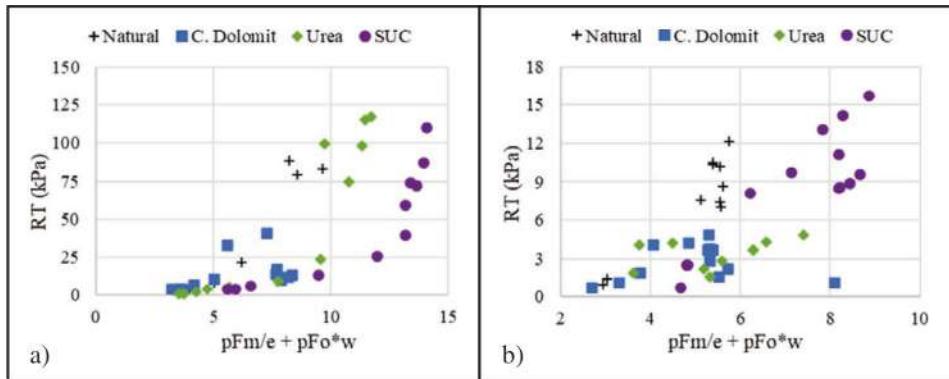 Natural C. Dolomit Urea SUC
150
125
100
75
50
25
0
RT (kPa)
0 5 10 15
pFm/e + pFo*w
a)
Natural C. Dolomit Urea SUC
18
15
12
9
6
3
0
RT (kPa)
2 4 6 8 10
pFm/e + pFo*w
b)